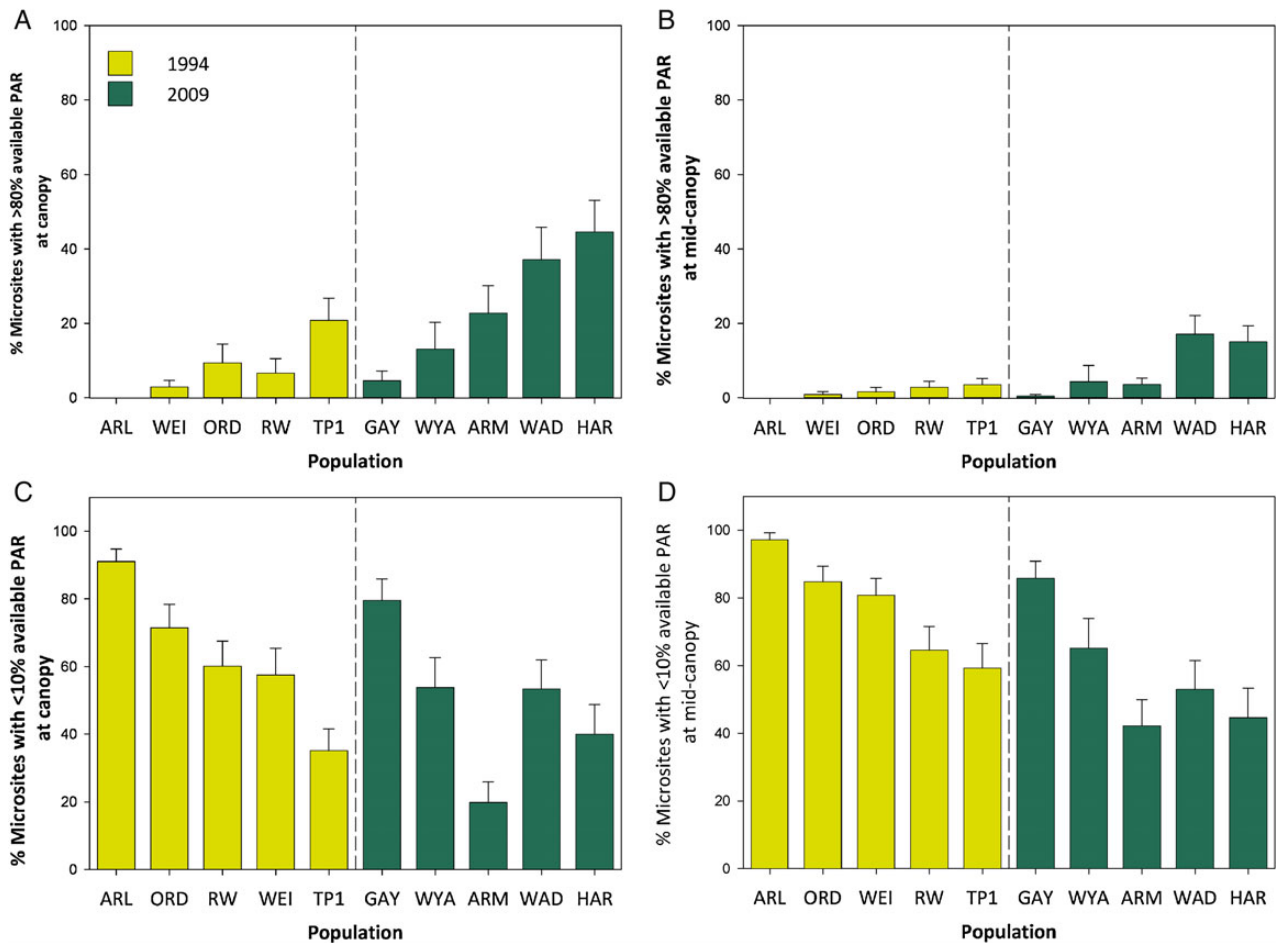 A
% Microsites with >80% available PAR
at canopy
100
80
60
40
20
0
1994
2009
ARL WEI ORD RW TP1 GAY WYA ARM WAD HAR
Population
B
% Microsites with >80% available PAR
at mid-canopy
100
80
60
40
20
0
ARL WEI ORD RW TP1 GAY WYA ARM WAD HAR
Population
C
% Microsites with <10% available PAR
at canopy
100
80
60
40
20
0
ARL ORD RW WEI TP1 GAY WYA ARM WAD HAR
Population
D
% Microsites with <10% available PAR
at mid-canopy
100
80
60
40
20
0
ARL ORD WEI RW TP1 GAY WYA ARM WAD HAR
Population